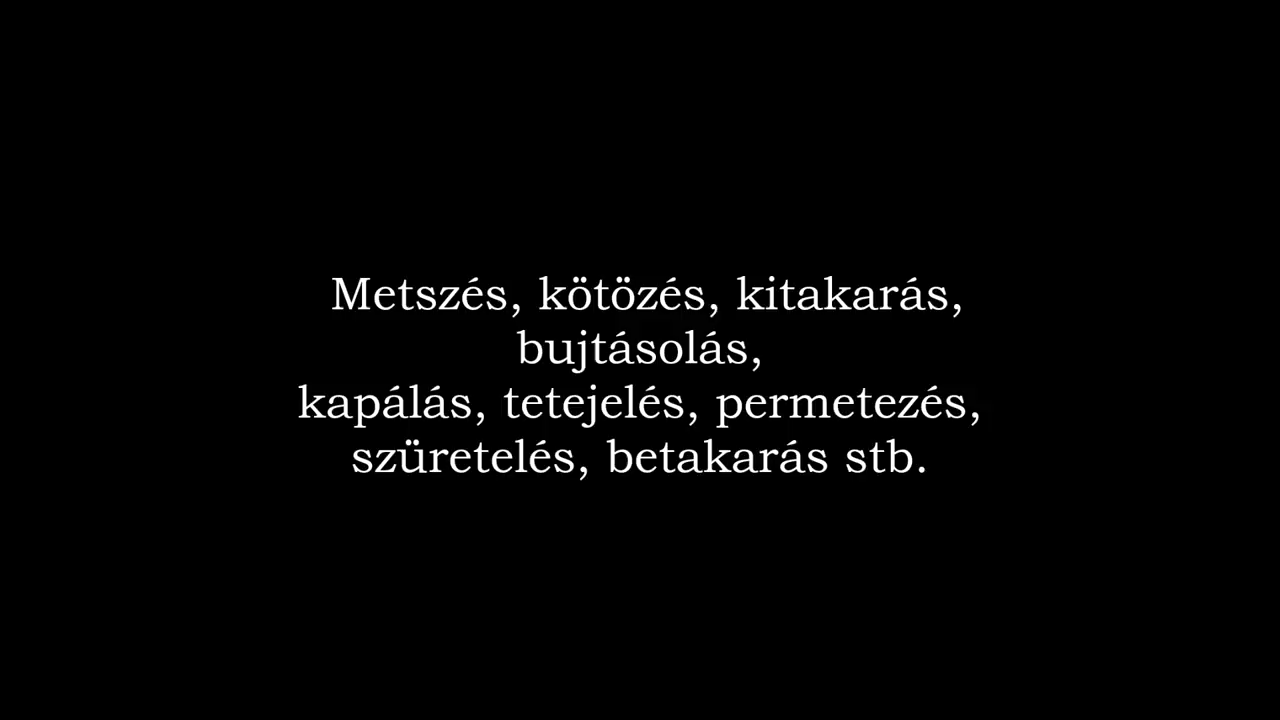 Metszés, kötözés, kitakarás,
bujtásolás,
kapálás, tetejelés, permetezés,
szüretelés, betakarás stb.